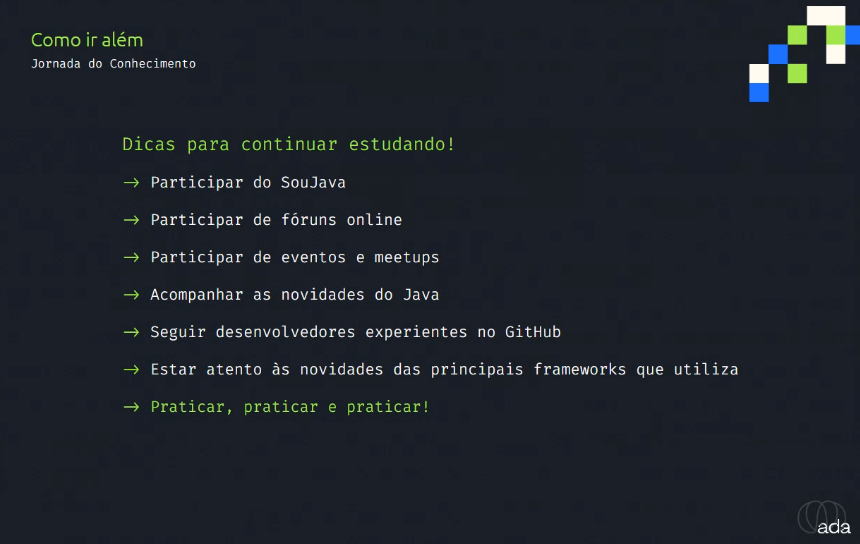 Como ir além
Jornada do Conhecimento
Dicas para continuar estudando!
→ Participar do SouJava
→ Participar de fóruns online
→ Participar de eventos e meetups
→ Acompanhar as novidades do Java
→ Seguir desenvolvedores experientes no GitHub
→ Estar atento às novidades das principais frameworks que utiliza
→ Praticar, praticar e praticar!
ada